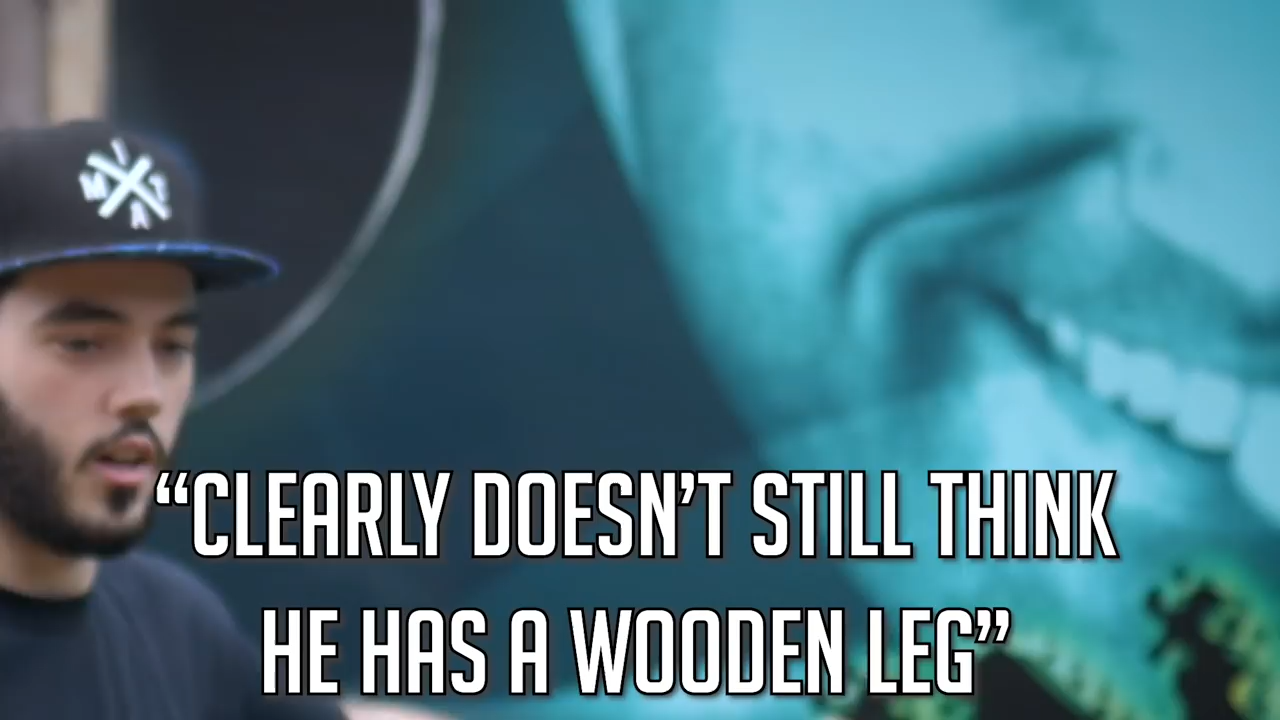 I
M T
A
“CLEARLY DOESN’T STILL THINK
HE HAS A WOODEN LEG”